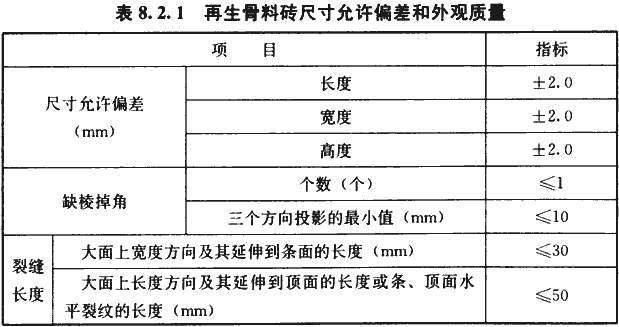 表 8.2.1 再生骨料砖尺寸允许偏差和外观质量
项 目 指标
尺寸允许偏差
（mm）
长度 ±2.0
宽度 ±2.0
高度 ±2.0
缺棱掉角
个数（个） ≤1
三个方向投影的最小值（mm） ≤10
裂缝
长度
大面上宽度方向及其延伸到条面的长度（mm） ≤30
大面上长度方向及其延伸到顶面的长度或条、顶面水
平裂纹的长度（mm） ≤50